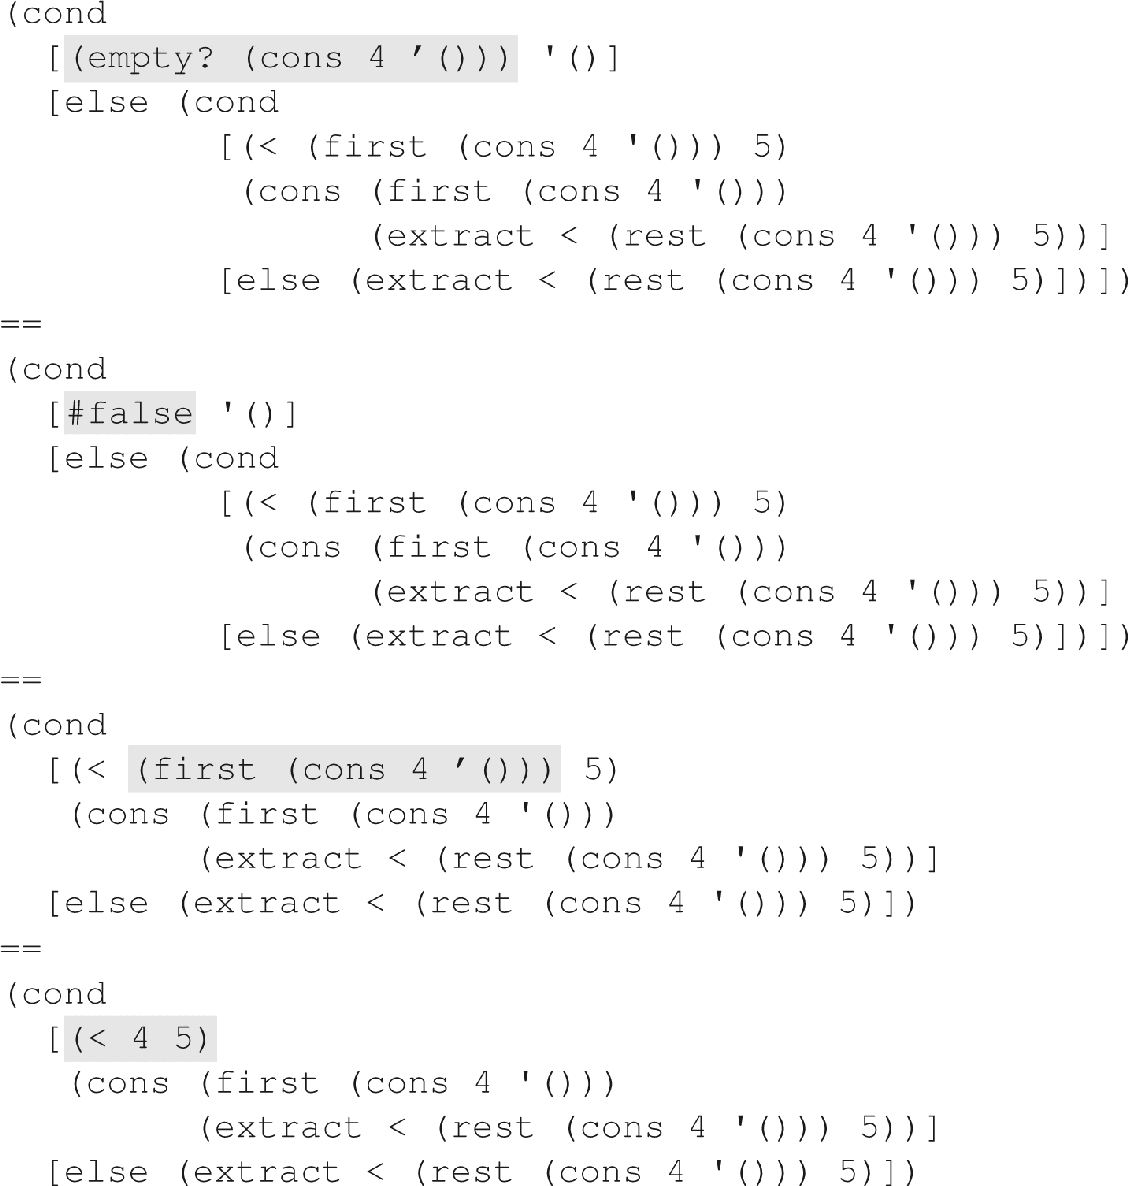 (cond
  [(empty? (cons 4 ’())) '()]
  [else (cond
          [(< (first (cons 4 '())) 5)
           (cons (first (cons 4 '()))
                 (extract < (rest (cons 4 '())) 5))]
          [else (extract < (rest (cons 4 '())) 5)])])
==
(cond
  [#false '()]
  [else (cond
          [(< (first (cons 4 '())) 5)
           (cons (first (cons 4 '()))
                 (extract < (rest (cons 4 '())) 5))]
          [else (extract < (rest (cons 4 '())) 5)])])
==
(cond
  [(< (first (cons 4 ’())) 5)
   (cons (first (cons 4 '()))
         (extract < (rest (cons 4 '())) 5))]
  [else (extract < (rest (cons 4 '())) 5)])
==
(cond
  [(< 4 5)
   (cons (first (cons 4 '()))
         (extract < (rest (cons 4 '())) 5))]
  [else (extract < (rest (cons 4 '())) 5)])